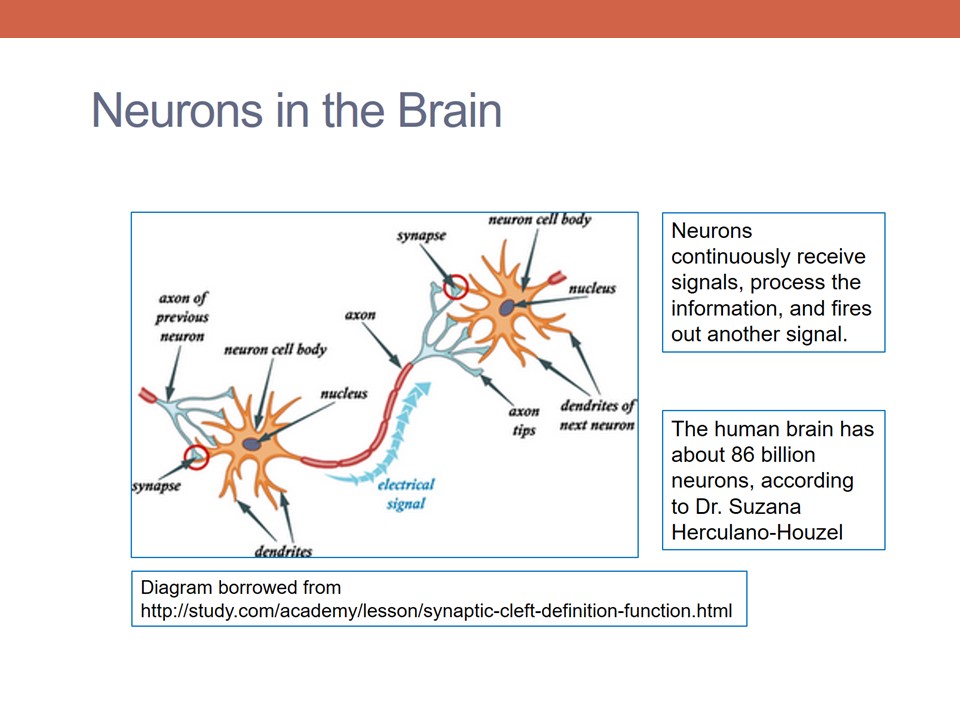 Neurons in the Brain
neuron cell body
synapse
nucleus
axon of
previous
neuron
axon
neuron cell body
nucleus
axon
tips
dendrites of
next neuron
synapse
electrical
signal
dendrites
Neurons
continuously receive
signals, process the
information, and fires
out another signal.
The human brain has
about 86 billion
neurons, according
to Dr. Suzana
Herculano-Houzel
Diagram borrowed from
http://study.com/academy/lesson/synaptic-cleft-definition-function.html